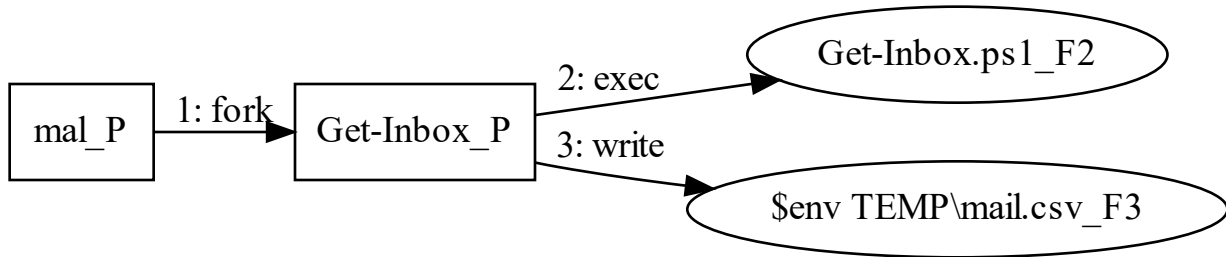 mal_P
1: fork
Get-Inbox_P
2: exec
3: write
Get-Inbox.ps1_F2
$env TEMP\mail.csv_F3